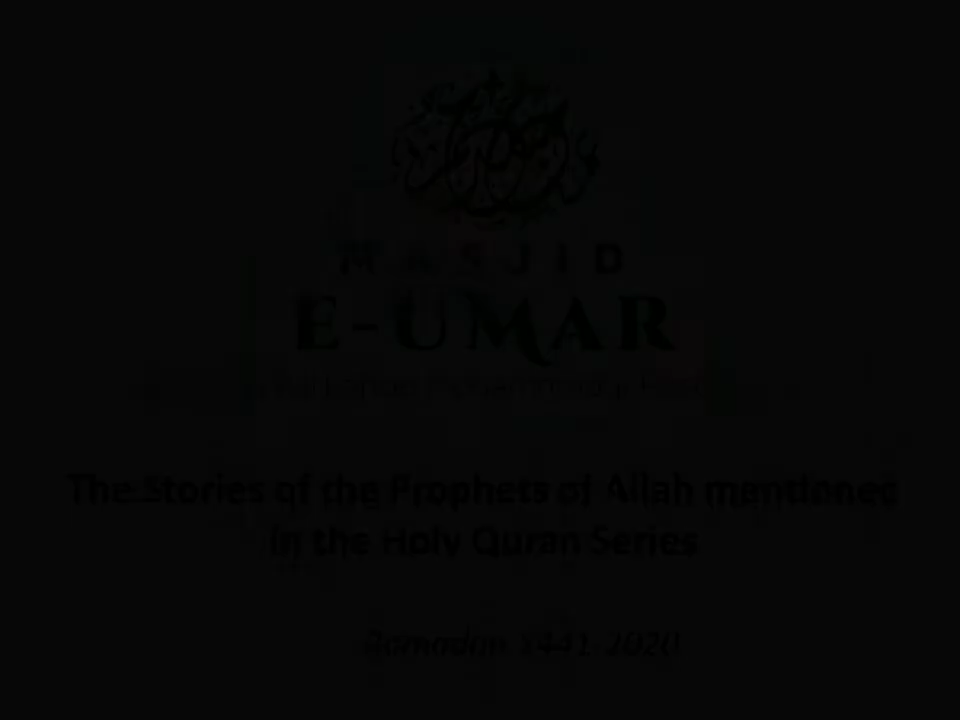 MASJID
E-UMAR
The Stories of the Prophets of Allah mentioned
in the Holy Quran Series
Ramadan 1441-2020